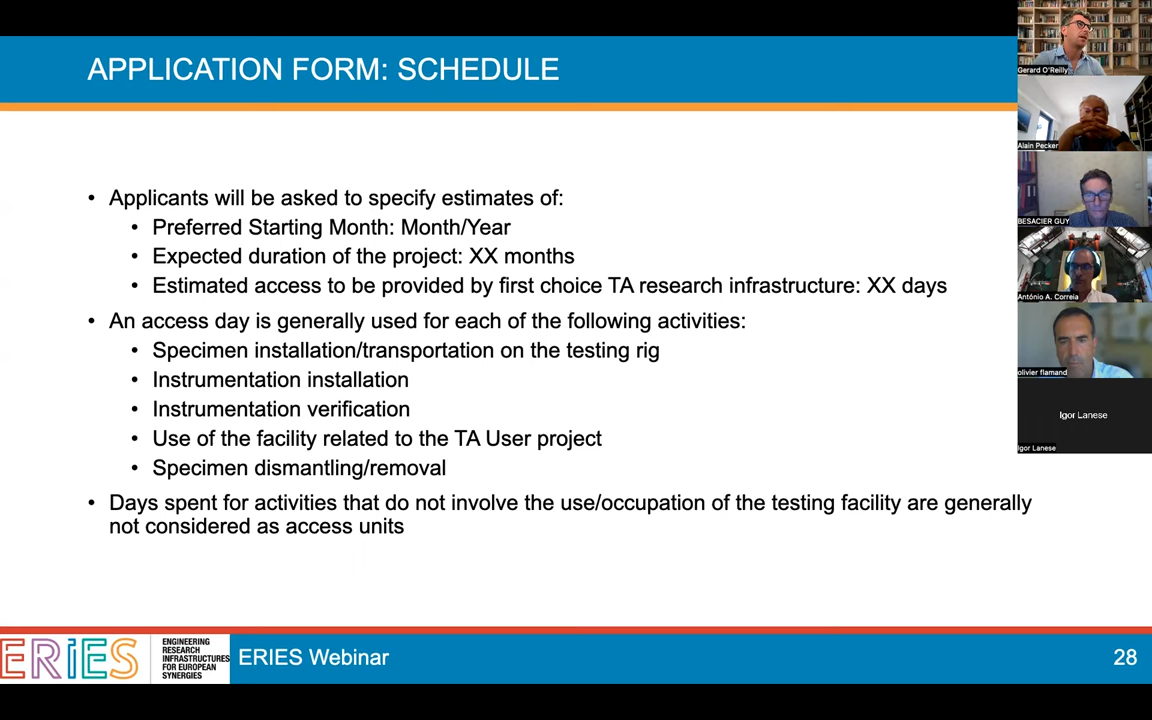 APPLICATION FORM: SCHEDULE
• Applicants will be asked to specify estimates of:
• Preferred Starting Month: Month/Year
• Expected duration of the project: XX months
• Estimated access to be provided by first choice TA research infrastructure: XX days
• An access day is generally used for each of the following activities:
• Specimen installation/transportation on the testing rig
• Instrumentation installation
• Instrumentation verification
• Use of the facility related to the TA User project
• Specimen dismantling/removal
• Days spent for activities that do not involve the use/occupation of the testing facility are generally
not considered as access units
Gerard O'Reilly
Alain Pecker
BESACIER GUY
António A. Correia
olivier flamand
Igor Lanese
Igor Lanese
ERIES
ENGINEERING
RESEARCH
INFRASTRUCTURES
FOR EUROPEAN
SYNERGIES
ERIES Webinar
28